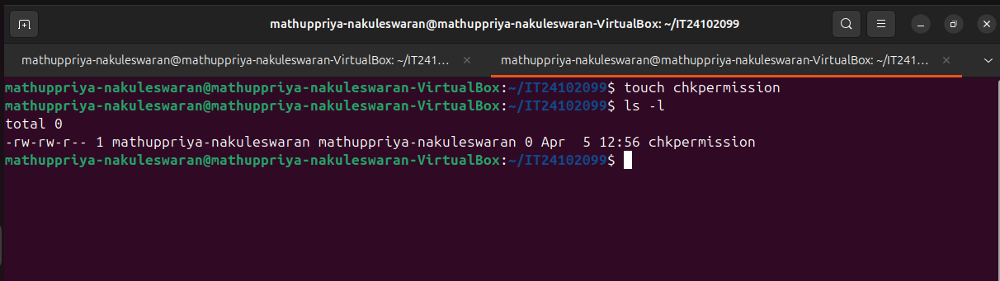 mathuppriya-nakuleswaran@mathuppriya-nakuleswaran-VirtualBox: ~/IT24102099
mathuppriya-nakuleswaran@mathuppriya-nakuleswaran-VirtualBox: ~/IT241...
mathuppriya-nakuleswaran@mathuppriya-nakuleswaran-VirtualBox: ~/IT241...
mathuppriya-nakuleswaran@mathuppriya-nakuleswaran-VirtualBox:~/IT24102099$ touch chkpermission
mathuppriya-nakuleswaran@mathuppriya-nakuleswaran-VirtualBox:~/IT24102099$ ls -l
total 0
-rw-rw-r-- 1 mathuppriya-nakuleswaran mathuppriya-nakuleswaran 0 Apr  5 12:56 chkpermission
mathuppriya-nakuleswaran@mathuppriya-nakuleswaran-VirtualBox:~/IT24102099$